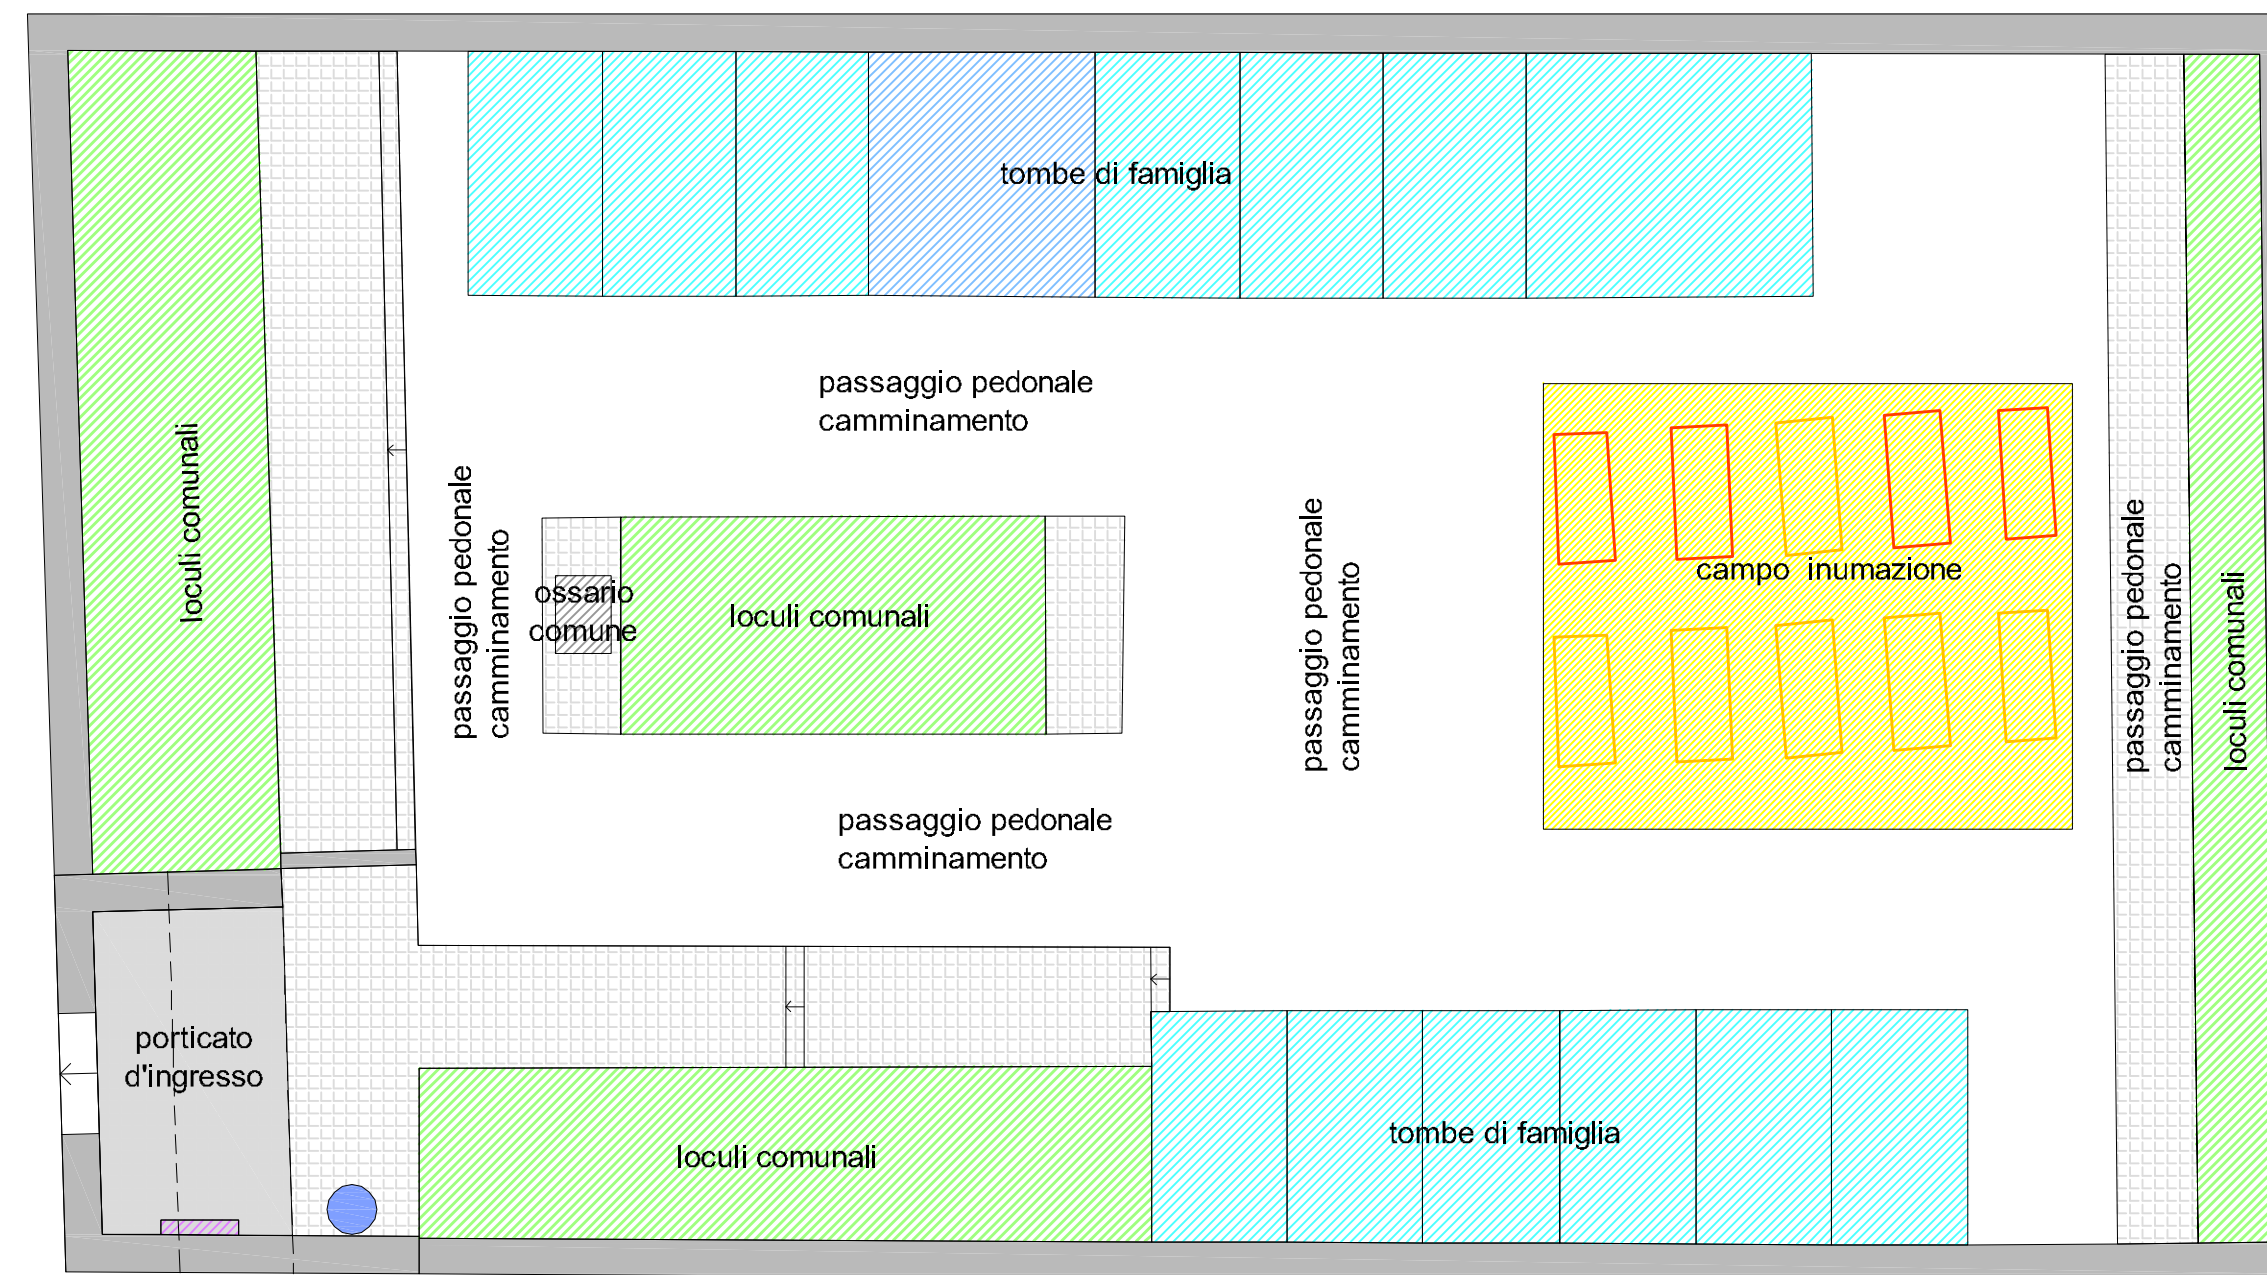 tombe di famiglia
passaggio pedonale
camminamento
loculi comunali
passaggio pedonale
camminamento
ossario
comune
loculi comunali
passaggio pedonale
camminamento
campo inumazione
passaggio pedonale
camminamento
loculi comunali
passaggio pedonale
camminamento
porticato
d'ingresso
loculi comunali
tombe di famiglia